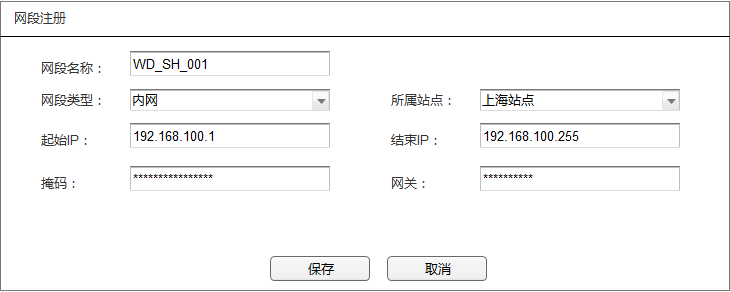 网段注册
网段名称： WD_SH_001
网段类型： 内网 所属站点： 上海站点
起始IP： 192.168.100.1 结束IP： 192.168.100.255
掩码： **************** 网关： **********
保存 取消